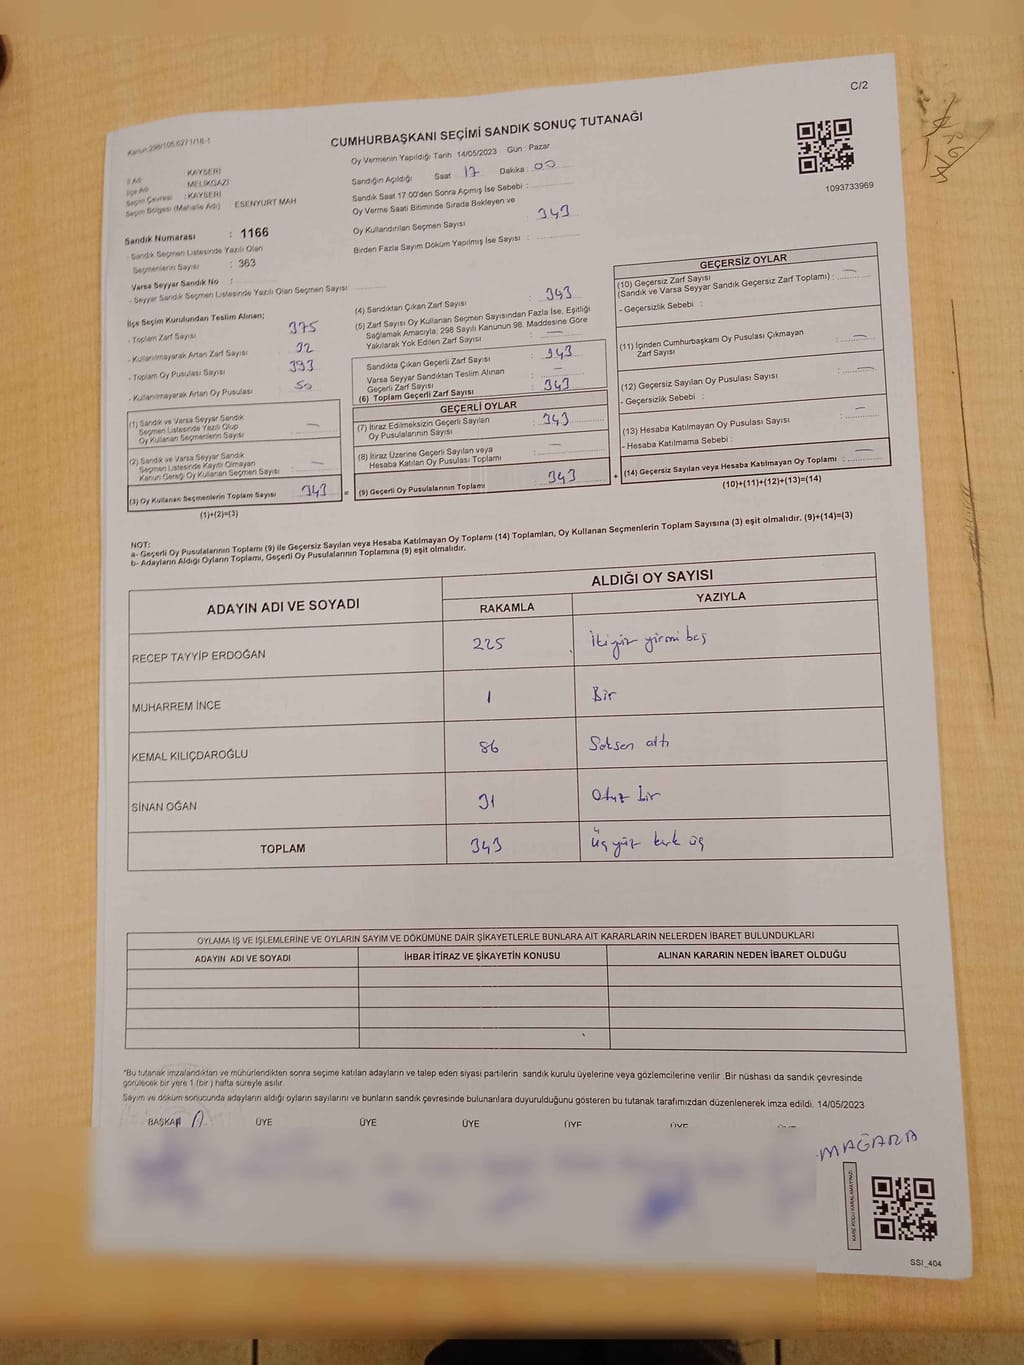 C/2
Kanun 298/105,6271/18-1
CUMHURBAŞKANI SEÇİMİ SANDIK SONUÇ TUTANAĞI
1093733969
İl Adı KAYSERİ
İlçe Adı MELİKGAZİ
Seçim Çevresi : KAYSERİ
Seçim Bölgesi (Mahalle Adı) ESENYURT MAH
Sandık Numarası : 1166
- Sandık Seçmen Listesinde Yazılı Olan
Seçmenlerin Sayısı : 363
Varsa Seyyar Sandık No :
- Seyyar Sandık Seçmen Listesinde Yazılı Olan Seçmen Sayısı:
Oy Vermenin Yapıldığı Tarih 14/05/2023 Gün : Pazar
Sandığın Açıldığı Saat 17 Dakika : 00
Sandık Saat 17.00'den Sonra Açımış İse Sebebi :
Oy Verme Saati Bitiminde Sırada Bekleyen ve
Oy Kullandırılan Seçmen Sayısı 343
Birden Fazla Sayım Döküm Yapılmış İse Sayısı :
İlçe Seçim Kurulundan Teslim Alınan;
- Toplam Zarf Sayısı 375
- Kullanılmayarak Artan Zarf Sayısı 32
- Toplam Oy Pusulası Sayısı 393
- Kullanılmayarak Artan Oy Pusulası 50
(1) Sandık ve Varsa Seyyar Sandık
Seçmen Listesinde Yazılı Olup
Oy Kullanan Seçmenlerin Sayısı : —
(2) Sandık ve Varsa Seyyar Sandık
Seçmen Listesinde Kayıtlı Olmayan
Kanun Gereği Oy Kullanan Seçmen Sayısı : —
(3) Oy Kullanan Seçmenlerin Toplam Sayısı 343 =
(1)+(2)=(3)
(4) Sandıktan Çıkan Zarf Sayısı : 343
(5) Zarf Sayısı Oy Kullanan Seçmen Sayısından Fazla İse, Eşitliği
Sağlamak Amacıyla; 298 Sayılı Kanunun 98. Maddesine Göre
Yakılarak Yok Edilen Zarf Sayısı : —
Sandıkta Çıkan Geçerli Zarf Sayısı : 343
Varsa Seyyar Sandıktan Teslim Alınan
Geçerli Zarf Sayısı : —
(6) Toplam Geçerli Zarf Sayısı : 343
GEÇERLİ OYLAR
(7) İtiraz Edilmeksizin Geçerli Sayılan
Oy Pusulalarının Sayısı : 343
(8) İtiraz Üzerine Geçerli Sayılan veya
Hesaba Katılan Oy Pusulası Toplamı : —
(9) Geçerli Oy Pusulalarının Toplamı : 343 +
GEÇERSİZ OYLAR
(10) Geçersiz Zarf Sayısı
(Sandık ve Varsa Seyyar Sandık Geçersiz Zarf Toplamı) : —
- Geçersizlik Sebebi :
(11) İçinden Cumhurbaşkanı Oy Pusulası Çıkmayan
Zarf Sayısı : —
(12) Geçersiz Sayılan Oy Pusulası Sayısı : —
- Geçersizlik Sebebi :
(13) Hesaba Katılmayan Oy Pusulası Sayısı : —
- Hesaba Katılmama Sebebi :
(14) Geçersiz Sayılan veya Hesaba Katılmayan Oy Toplamı : —
(10)+(11)+(12)+(13)=(14)
NOT:
a- Geçerli Oy Pusulalarının Toplamı (9) ile Geçersiz Sayılan veya Hesaba Katılmayan Oy Toplamı (14) Toplamları, Oy Kullanan Seçmenlerin Toplam Sayısına (3) eşit olmalıdır. (9)+(14)=(3)
b- Adayların Aldığı Oyların Toplamı, Geçerli Oy Pusulalarının Toplamına (9) eşit olmalıdır.
ADAYIN ADI VE SOYADI
ALDIĞI OY SAYISI
RAKAMLA YAZIYLA
RECEP TAYYİP ERDOĞAN 225 İkiyüz yirmi beş
MUHARREM İNCE 1 Bir
KEMAL KILIÇDAROĞLU 86 Seksen altı
SİNAN OĞAN 31 Otuz bir
TOPLAM 343 Üç yüz kırk üç
OYLAMA İŞ VE İŞLEMLERİNE VE OYLARIN SAYIM VE DÖKÜMÜNE DAİR ŞİKAYETLERLE BUNLARA AİT KARARLARIN NELERDEN İBARET BULUNDUKLARI
ADAYIN ADI VE SOYADI İHBAR İTİRAZ VE ŞİKAYETİN KONUSU ALINAN KARARIN NEDEN İBARET OLDUĞU
*Bu tutanak imzalandıktan ve mühürlendikten sonra seçime katılan adayların ve talep eden siyasi partilerin sandık kurulu üyelerine veya gözlemcilerine verilir .Bir nüshası da sandık çevresinde
görülecek bir yere 1 (bir ) hafta süreyle asılır.
Sayım ve döküm sonucunda adayların aldığı oyların sayılarını ve bunların sandık çevresinde bulunanlara duyurulduğunu gösteren bu tutanak tarafımızdan düzenlenerek imza edildi. 14/05/2023
BAŞKAN ÜYE ÜYE ÜYE ÜYE ÜYE
MAĞARA
SSI_404